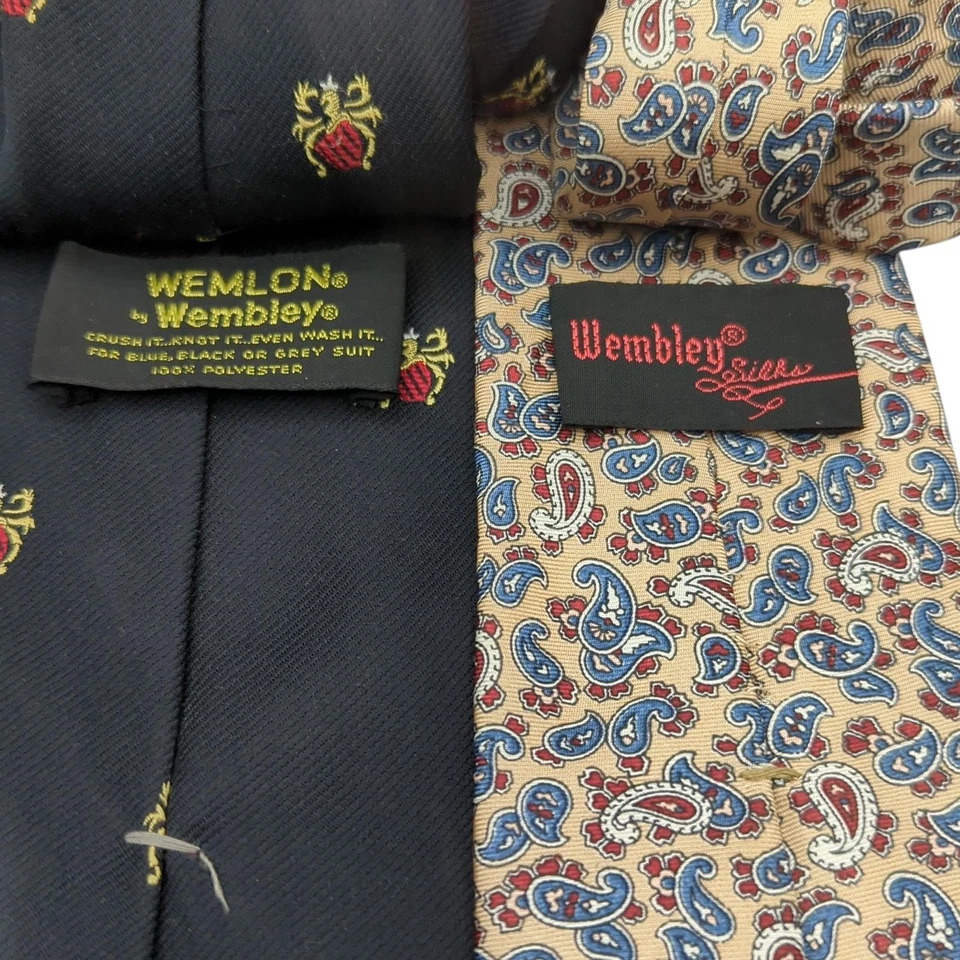 WEMLON®
by Wembley®
CRUSH IT...KNOT IT...EVEN WASH IT...
FOR BLUE, BLACK OR GREY SUIT
100% POLYESTER
Wembley®
Silks